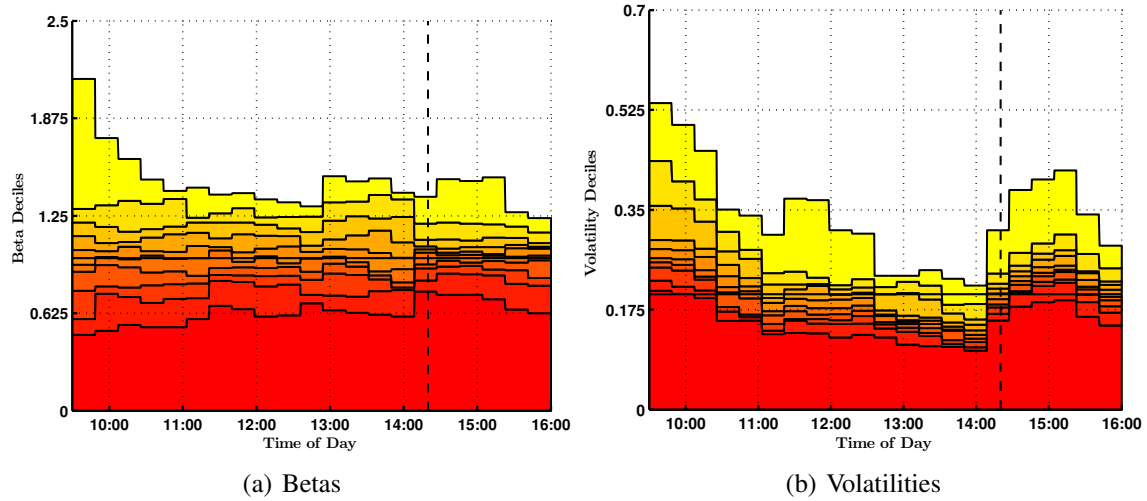 2.5
1.875
1.25
0.625
0
Beta Deciles
10:00 11:00 12:00 13:00 14:00 15:00 16:00
Time of Day
(a) Betas
0.7
0.525
0.35
0.175
0
Volatility Deciles
10:00 11:00 12:00 13:00 14:00 15:00 16:00
Time of Day
(b) Volatilities